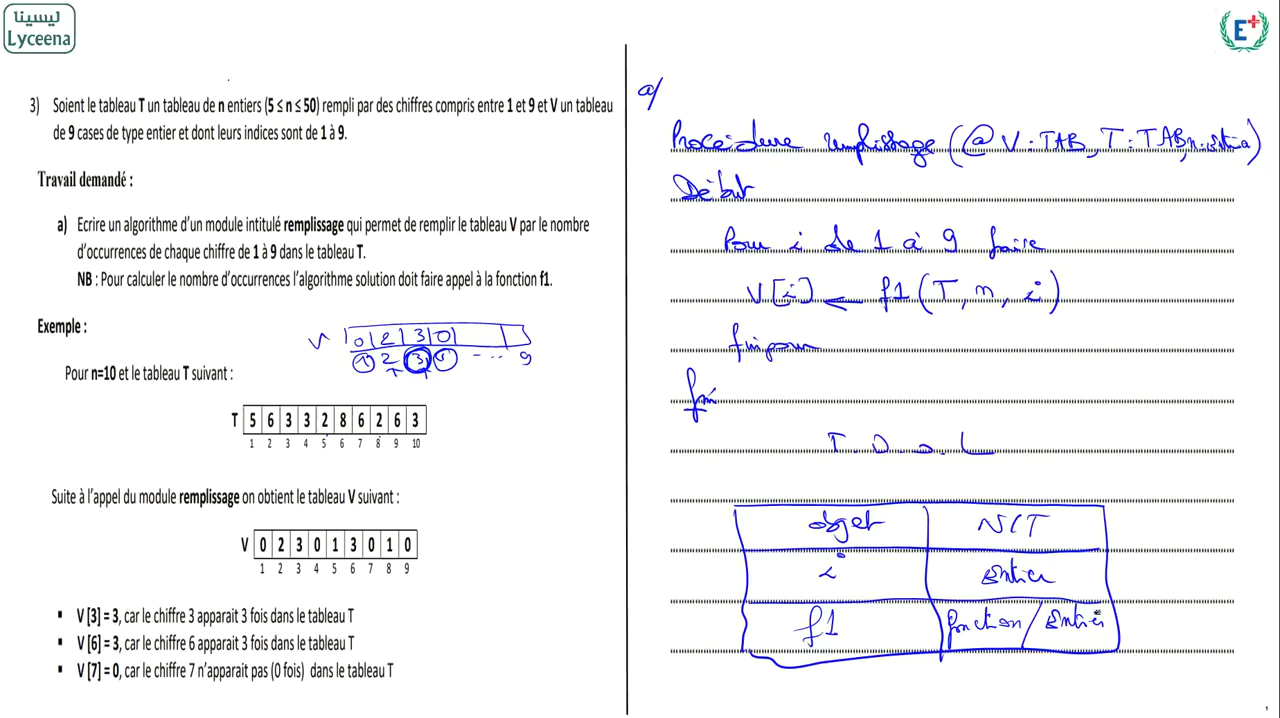 ليسينا
Lyceena
E+
3) Soient le tableau T un tableau de n entiers (5 ≤ n ≤ 50) rempli par des chiffres compris entre 1 et 9 et V un tableau
de 9 cases de type entier et dont leurs indices sont de 1 à 9.
Travail demandé :
a) Ecrire un algorithme d'un module intitulé remplissage qui permet de remplir le tableau V par le nombre
d'occurrences de chaque chiffre de 1 à 9 dans le tableau T.
NB : Pour calculer le nombre d'occurrences l'algorithme solution doit faire appel à la fonction f1.
Exemple :
V 0 2 3 0
1 2 3 4 --- 9
Pour n=10 et le tableau T suivant :
T 5 6 3 3 2 8 6 2 6 3
1 2 3 4 5 6 7 8 9 10
Suite à l'appel du module remplissage on obtient le tableau V suivant :
V 0 2 3 0 1 3 0 1 0
1 2 3 4 5 6 7 8 9
▪ V [3] = 3, car le chiffre 3 apparait 3 fois dans le tableau T
▪ V [6] = 3, car le chiffre 6 apparait 3 fois dans le tableau T
▪ V [7] = 0, car le chiffre 7 n'apparait pas (0 fois) dans le tableau T
a/
Procédure remplissage (@ V : TAB, T : TAB, n : entier)
Début
Pour i de 1 à 9 faire
V[i] ← f1 (T, n, i)
finpour
fin
T. D. O. L
objet N/T
i entier
f1 fonction / entier
1